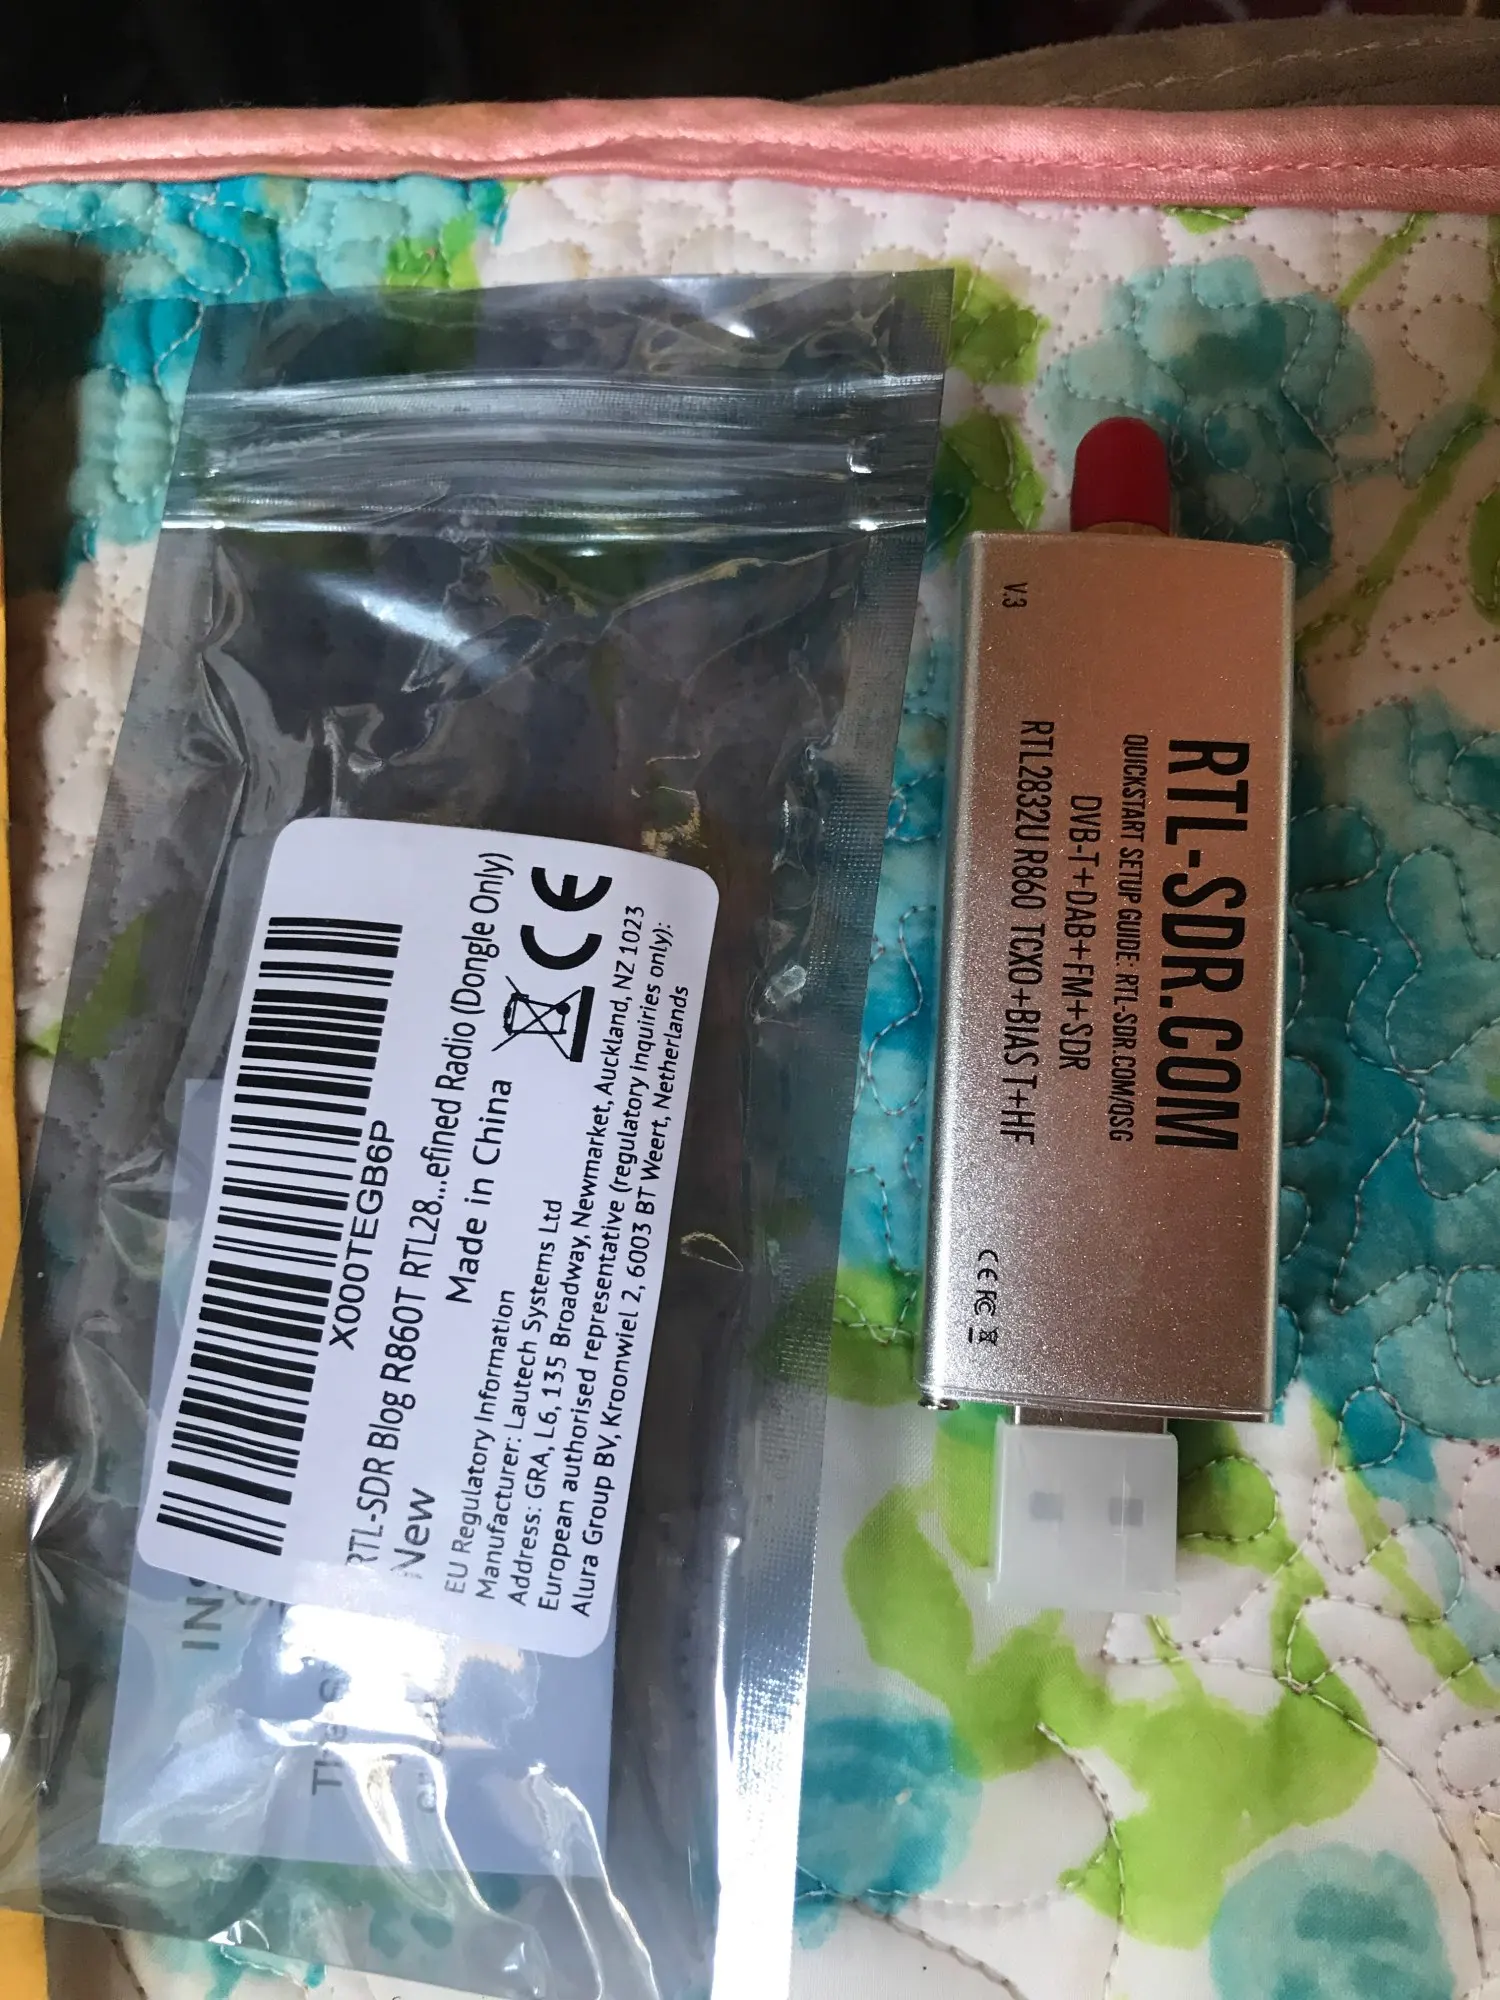 X000TEGB6P
RTL-SDR Blog R860T RTL28...efined Radio (Dongle Only)
New
Made in China
EU Regulatory Information
Manufacturer: Lautech Systems Ltd
Address: GRA, L6, 135 Broadway, Newmarket, Auckland, NZ 1023
European authorised representative (regulatory inquiries only):
Alura Group BV, Kroonwiel 2, 6003 BT Weert, Netherlands
CE
RTL-SDR.COM
QUICKSTART SETUP GUIDE: RTL-SDR.COM/QSG
DVB-T+DAB+FM+SDR
RTL2832U R860 TCXO+BIAS T+HF
V.3
CE FC